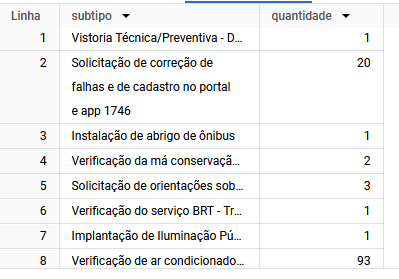 Linha subtipo quantidade
1 Vistoria Técnica/Preventiva - D... 1
2 Solicitação de correção de 20
falhas e de cadastro no portal
e app 1746
3 Instalação de abrigo de ônibus 1
4 Verificação da má conservaçã... 2
5 Solicitação de orientações sob... 3
6 Verificação do serviço BRT - Tr... 1
7 Implantação de Iluminação Pú... 1
8 Verificação de ar condicionado... 93